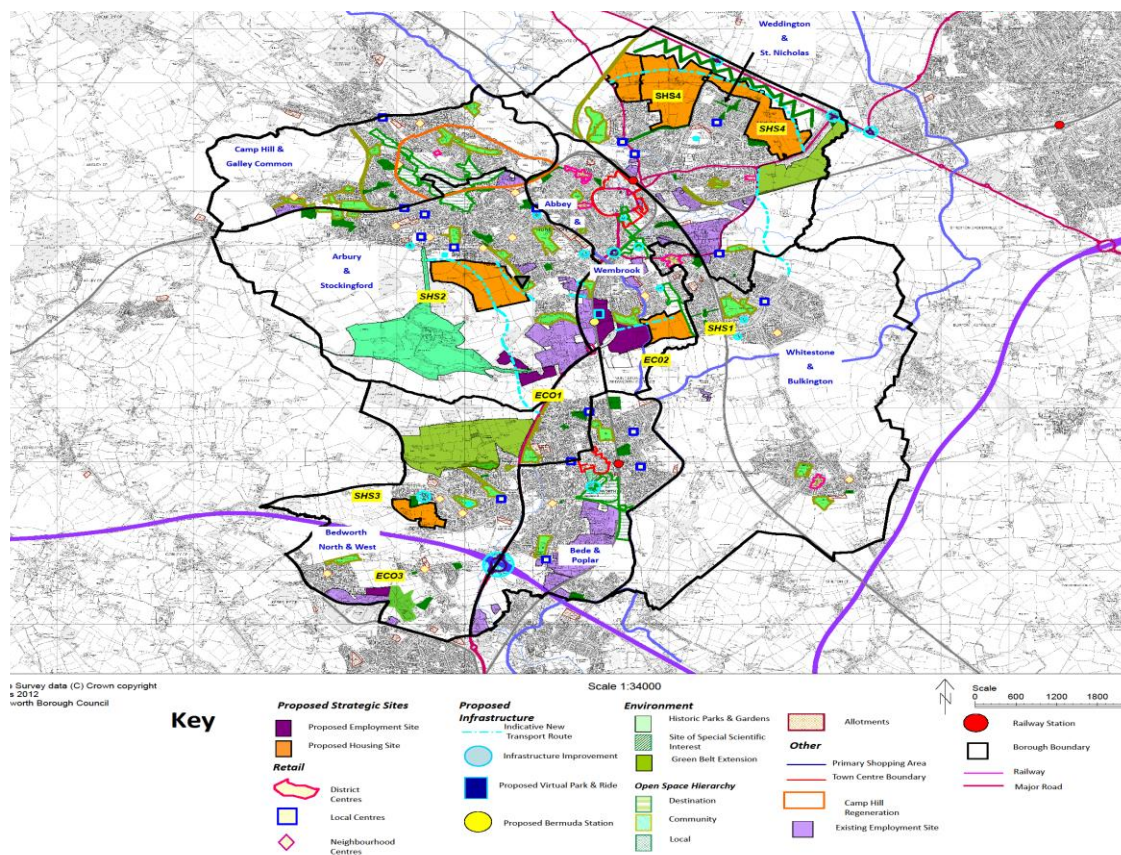 Weddington
&
St. Nicholas
SHS4
SHS4
Camp Hill &
Galley Common
Abbey
&
Wembrook
Arbury
&
Stockingford
SHS2
SHS1
EC02
Whitestone
&
Bulkington
ECO1
SHS3
Bedworth
North & West
Bede &
Poplar
ECO3
Survey data (C) Crown copyright
2012
worth Borough Council
Scale 1:34000
Scale
0 600 1200 1800
Key
Proposed Strategic Sites
Proposed Employment Site
Proposed Housing Site
Retail
District
Centres
Local Centres
Neighbourhood
Centres
Proposed
Infrastructure
Indicative New
Transport Route
Infrastructure Improvement
Proposed Virtual Park & Ride
Proposed Bermuda Station
Environment
Historic Parks & Gardens
Site of Special Scientific
Interest
Green Belt Extension
Open Space Hierarchy
Destination
Community
Local
Allotments
Other
Primary Shopping Area
Town Centre Boundary
Camp Hill
Regeneration
Existing Employment Site
Railway Station
Borough Boundary
Railway
Major Road